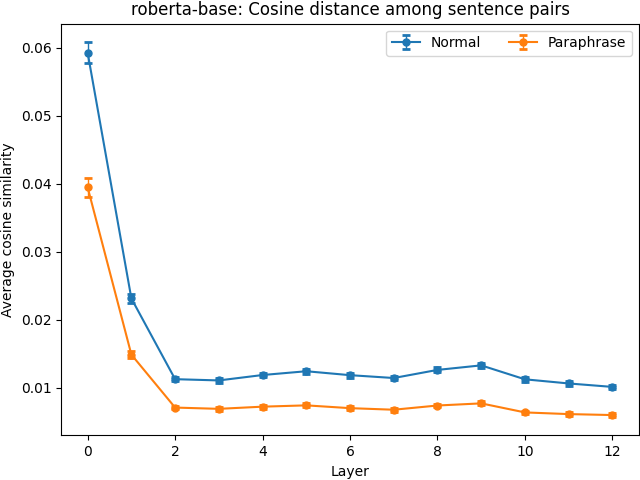 roberta-base: Cosine distance among sentence pairs
Normal
Paraphrase
Average cosine similarity
0.06
0.05
0.04
0.03
0.02
0.01
0 2 4 6 8 10 12
Layer